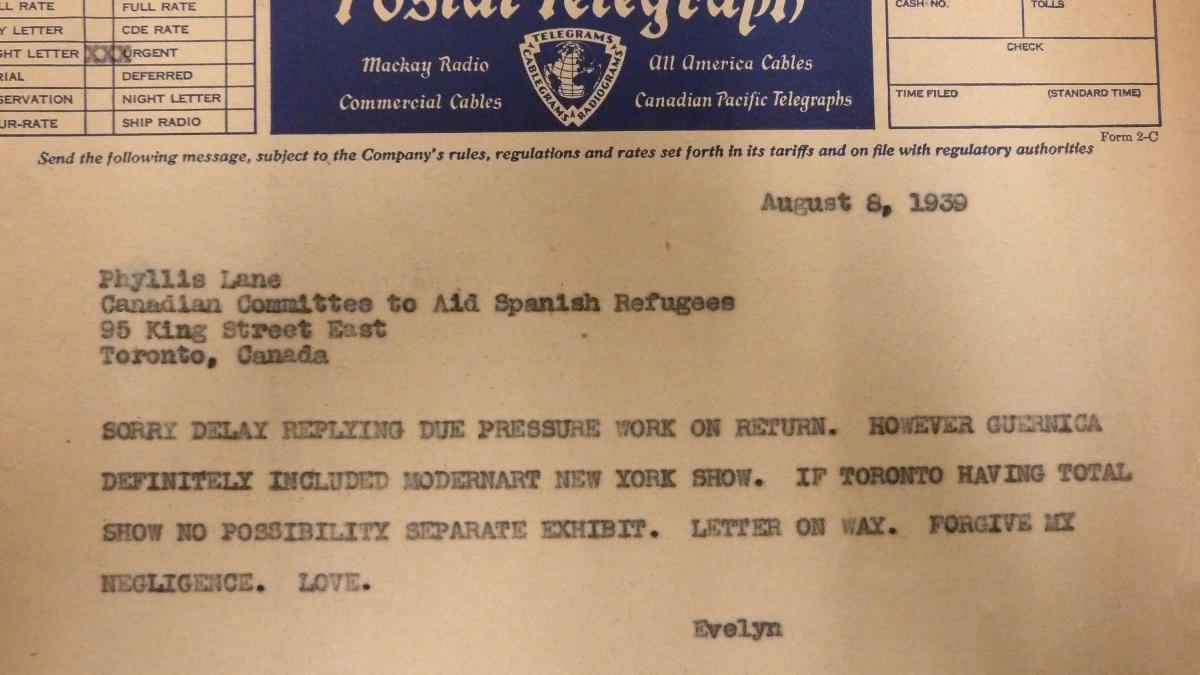 LL RATE FULL RATE
Y LETTER CDE RATE
GHT LETTER XXX URGENT
RIAL DEFERRED
SERVATION NIGHT LETTER
UR-RATE SHIP RADIO
Postal Telegraph
Mackay Radio
Commercial Cables
TELEGRAMS
CABLEGRAMS
RADIOGRAMS
All America Cables
Canadian Pacific Telegraphs
CASH NO. TOLLS
CHECK
TIME FILED (STANDARD TIME)
Form 2-C
Send the following message, subject to the Company's rules, regulations and rates set forth in its tariffs and on file with regulatory authorities
August 8, 1939
Phyllis Lane
Canadian Committee to Aid Spanish Refugees
95 King Street East
Toronto, Canada
SORRY DELAY REPLYING DUE PRESSURE WORK ON RETURN. HOWEVER GUERNICA
DEFINITELY INCLUDED MODERNART NEW YORK SHOW. IF TORONTO HAVING TOTAL
SHOW NO POSSIBILITY SEPARATE EXHIBIT. LETTER ON WAY. FORGIVE MY
NEGLIGENCE. LOVE.
Evelyn